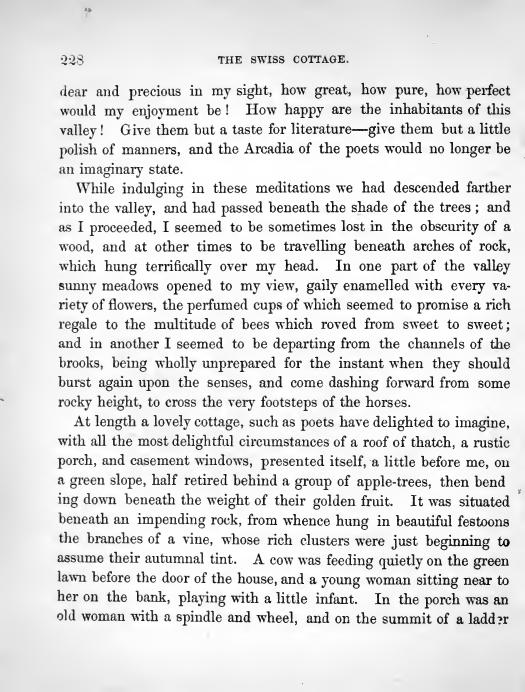 228
THE SWISS COTTAGE.
dear and precious in my sight, how great, how pure, how perfect
would my enjoyment be! How happy are the inhabitants of this
valley! Give them but a taste for literature—give them but a little
polish of manners, and the Arcadia of the poets would no longer be
an imaginary state.
While indulging in these meditations we had descended farther
into the valley, and had passed beneath the shade of the trees; and
as I proceeded, I seemed to be sometimes lost in the obscurity of a
wood, and at other times to be travelling beneath arches of rock,
which hung terrifically over my head. In one part of the valley
sunny meadows opened to my view, gaily enamelled with every va-
riety of flowers, the perfumed cups of which seemed to promise a rich
regale to the multitude of bees which roved from sweet to sweet;
and in another I seemed to be departing from the channels of the
brooks, being wholly unprepared for the instant when they should
burst again upon the senses, and come dashing forward from some
rocky height, to cross the very footsteps of the horses.
At length a lovely cottage, such as poets have delighted to imagine,
with all the most delightful circumstances of a roof of thatch, a rustic
porch, and casement windows, presented itself, a little before me, on
a green slope, half retired behind a group of apple-trees, then bend
ing down beneath the weight of their golden fruit. It was situated
beneath an impending rock, from whence hung in beautiful festoons
the branches of a vine, whose rich clusters were just beginning to
assume their autumnal tint. A cow was feeding quietly on the green
lawn before the door of the house, and a young woman sitting near to
her on the bank, playing with a little infant. In the porch was an
old woman with a spindle and wheel, and on the summit of a ladder